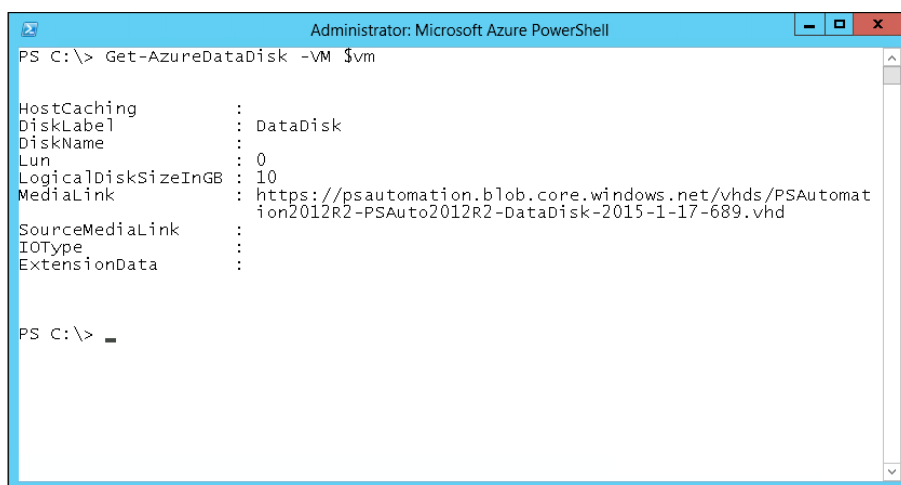 Administrator: Microsoft Azure PowerShell
PS C:\> Get-AzureDataDisk -VM $vm
HostCaching :
DiskLabel : DataDisk
DiskName :
Lun : 0
LogicalDiskSizeInGB : 10
MediaLink : https://psautomation.blob.core.windows.net/vhds/PSAutomat
ion2012R2-PSAuto2012R2-DataDisk-2015-1-17-689.vhd
SourceMediaLink :
IOType :
ExtensionData :
PS C:\>